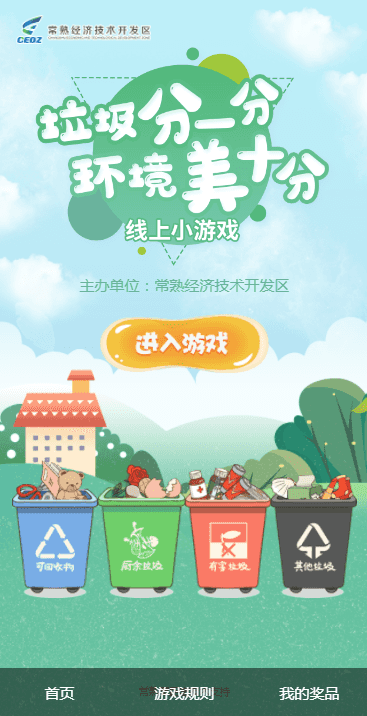 常熟经济技术开发区
CEDZ
垃圾分一分
环境美十分
线上小游戏
主办单位：常熟经济技术开发区
进入游戏
可回收物
厨余垃圾
有害垃圾
其他垃圾
首页
游戏规则
我的奖品